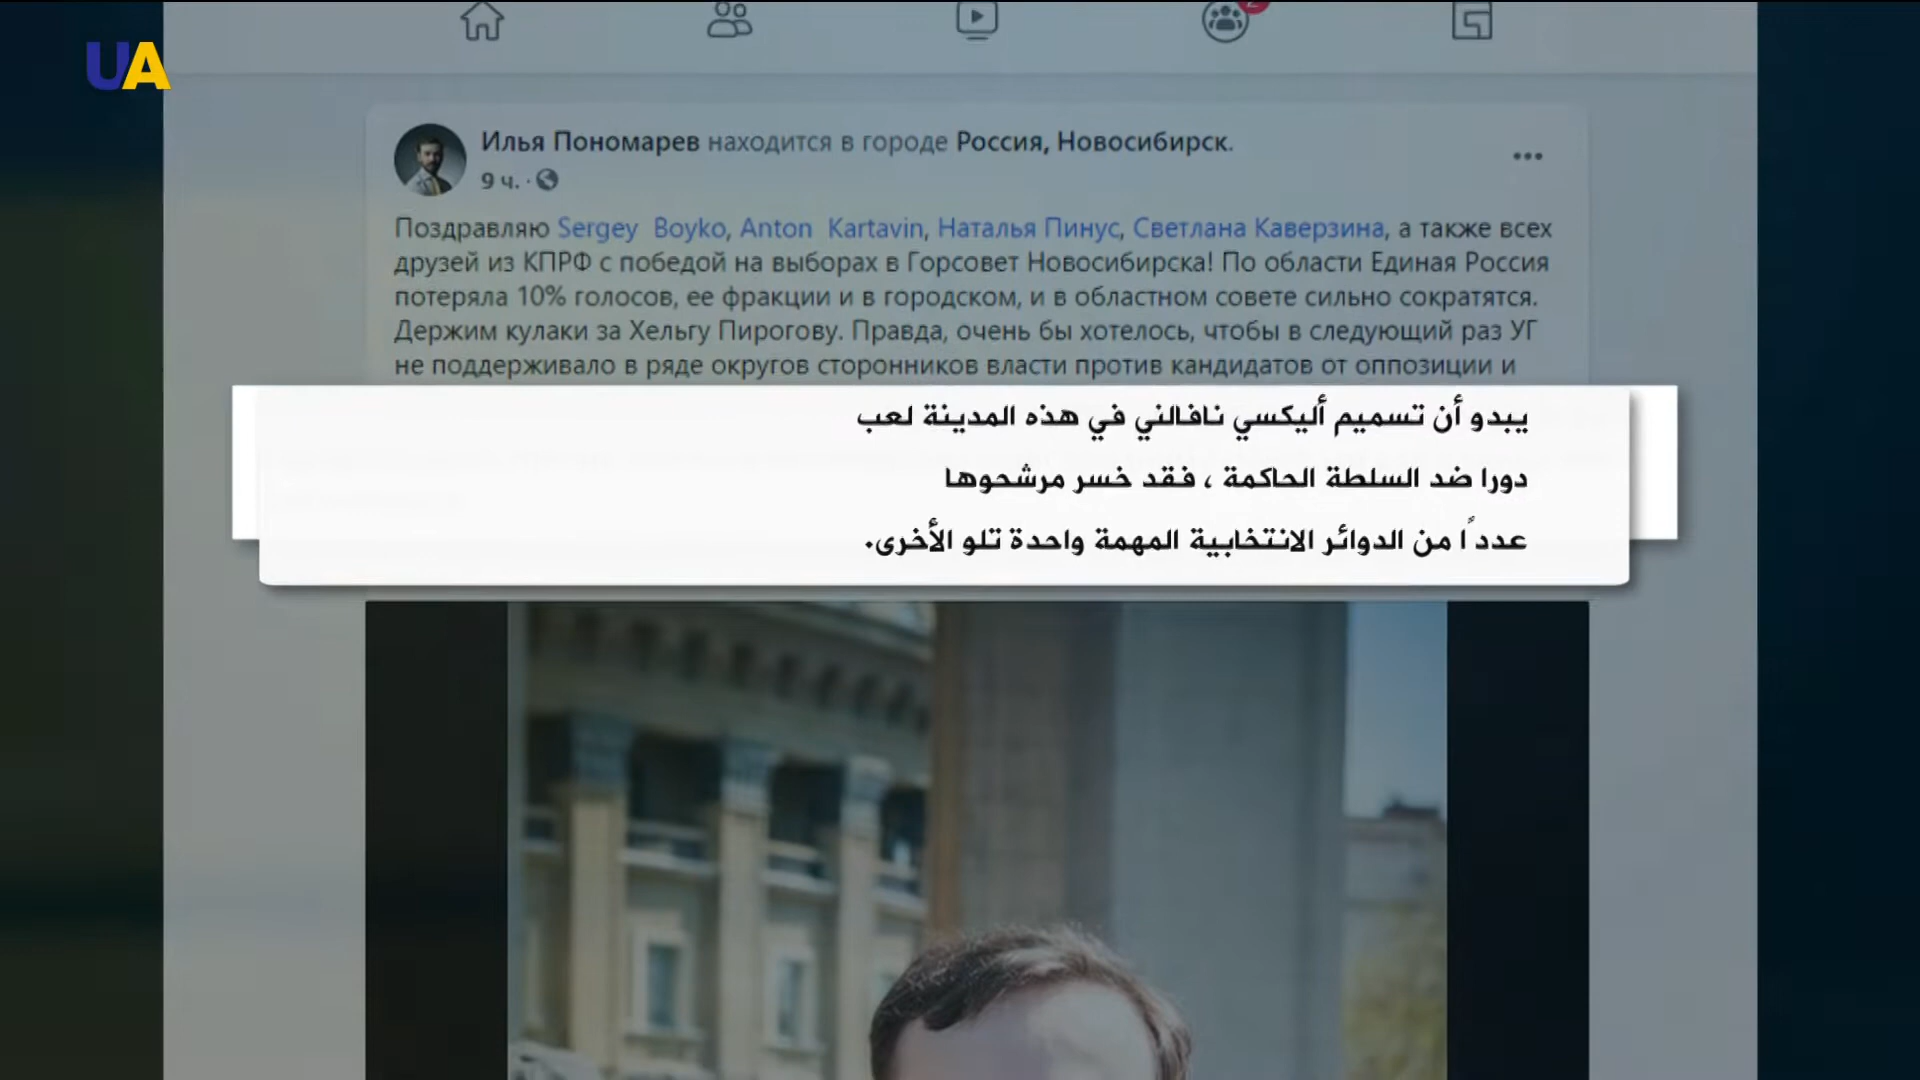 UA
2
Илья Пономарев находится в городе Россия, Новосибирск.
9 ч. ·
Поздравляю Sergey Boyko, Anton Kartavin, Наталья Пинус, Светлана Каверзина, а также всех
друзей из КПРФ с победой на выборах в Горсовет Новосибирска! По области Единая Россия
потеряла 10% голосов, ее фракции и в городском, и в областном совете сильно сократятся.
Держим кулаки за Хельгу Пирогову. Правда, очень бы хотелось, чтобы в следующий раз УГ
не поддерживало в ряде округов сторонников власти против кандидатов от оппозиции и
يبدو أن تسميم أليكسي نافالني في هذه المدينة لعب
دورا ضد السلطة الحاكمة ، فقد خسر مرشحوها
عدد اً من الدوائر الانتخابية المهمة واحدة تلو الأخرى.